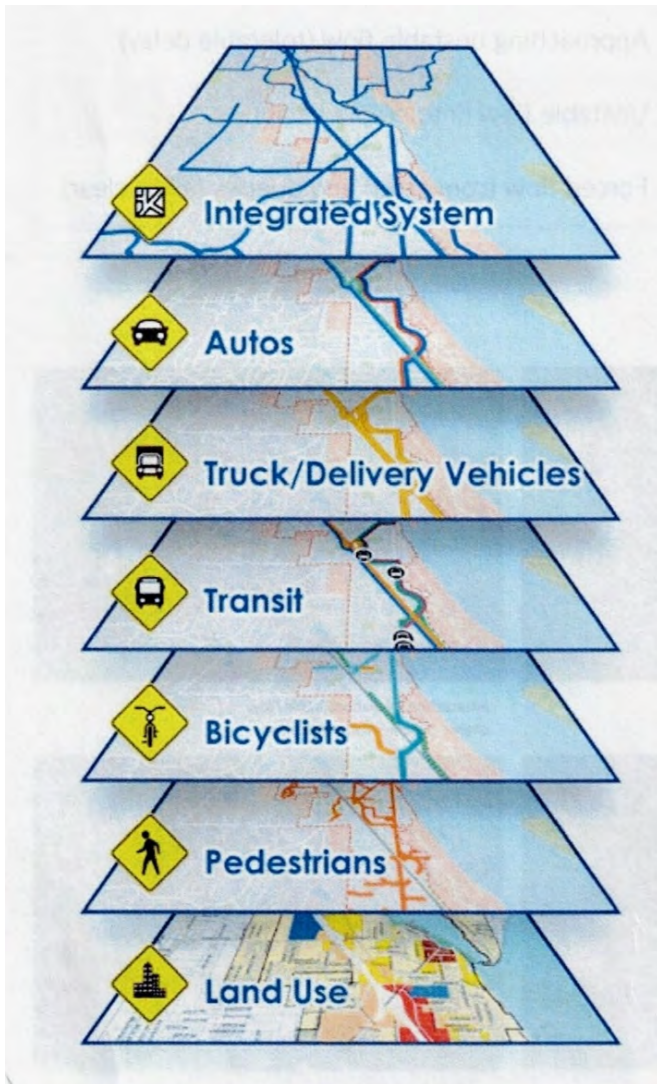 Integrated System
Autos
Truck/Delivery Vehicles
Transit
Bicyclists
Pedestrians
Land Use